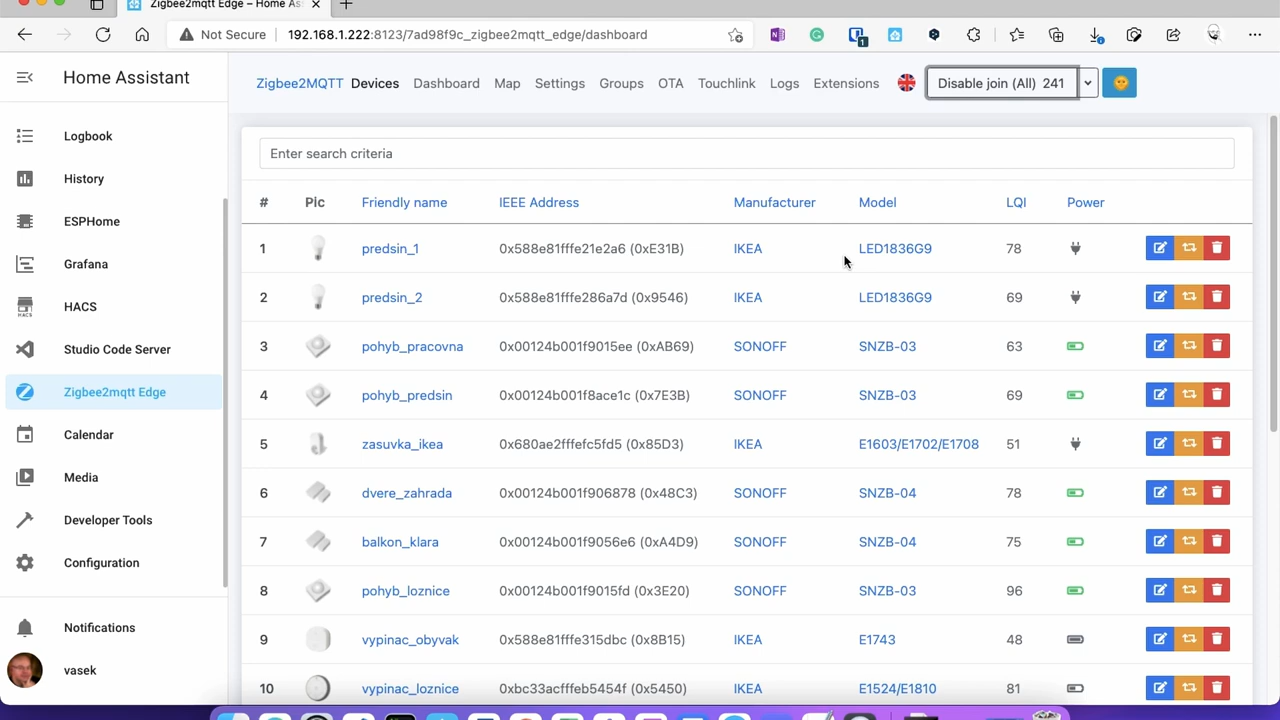 Zigbee2mqtt Edge – Home Ass
Not Secure 192.168.1.222:8123/7ad98f9c_zigbee2mqtt_edge/dashboard
1
Home Assistant
Logbook
History
ESPHome
Grafana
HACS
HACS
Studio Code Server
Zigbee2mqtt Edge
Calendar
Media
Developer Tools
Configuration
Notifications
vasek
Zigbee2MQTT Devices Dashboard Map Settings Groups OTA Touchlink Logs Extensions Disable join (All) 241
Enter search criteria
# Pic Friendly name IEEE Address Manufacturer Model LQI Power
1 predsin_1 0x588e81fffe21e2a6 (0xE31B) IKEA LED1836G9 78
2 predsin_2 0x588e81fffe286a7d (0x9546) IKEA LED1836G9 69
3 pohyb_pracovna 0x00124b001f9015ee (0xAB69) SONOFF SNZB-03 63
4 pohyb_predsin 0x00124b001f8ace1c (0x7E3B) SONOFF SNZB-03 69
5 zasuvka_ikea 0x680ae2fffefc5fd5 (0x85D3) IKEA E1603/E1702/E1708 51
6 dvere_zahrada 0x00124b001f906878 (0x48C3) SONOFF SNZB-04 78
7 balkon_klara 0x00124b001f9056e6 (0xA4D9) SONOFF SNZB-04 75
8 pohyb_loznice 0x00124b001f9015fd (0x3E20) SONOFF SNZB-03 96
9 vypinac_obyvak 0x588e81fffe315dbc (0x8B15) IKEA E1743 48
10 vypinac_loznice 0xbc33acfffeb5454f (0x5450) IKEA E1524/E1810 81